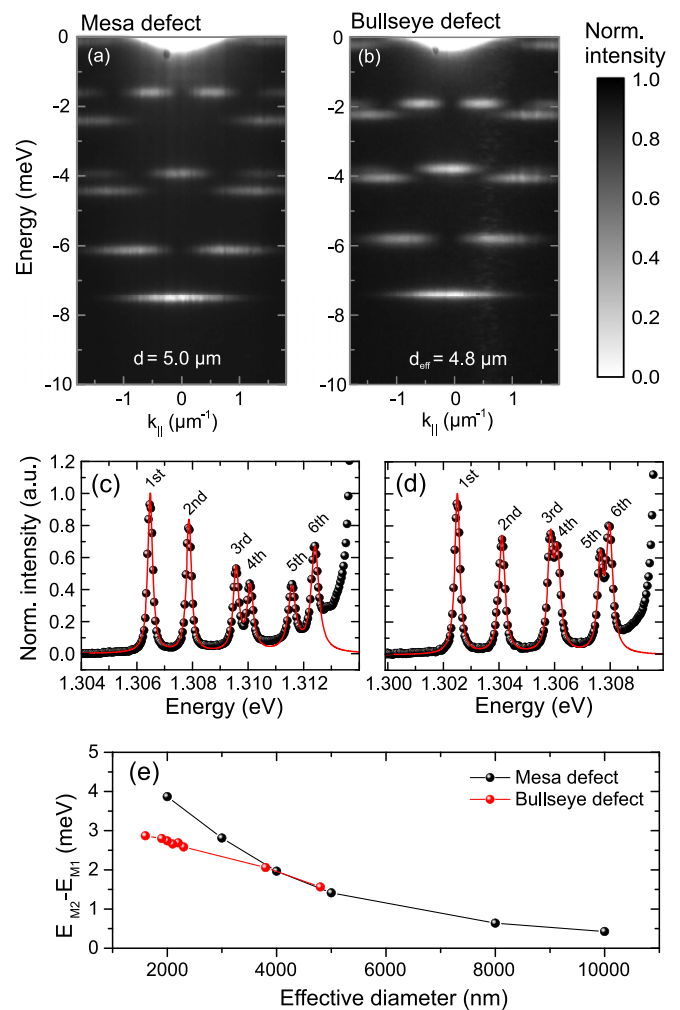 Mesa defect
Bullseye defect
Norm. intensity
(a)
(b)
0
-2
-4
-6
-8
-10
Energy (meV)
d = 5.0 µm
-1 0 1
k|| (µm⁻¹)
0
-2
-4
-6
-8
-10
d_eff = 4.8 µm
-1 0 1
k|| (µm⁻¹)
1.0
0.8
0.6
0.4
0.2
0.0
(c)
1st
2nd
3rd
4th
5th
6th
1.2
1.0
0.8
0.6
0.4
0.2
0.0
Norm. intensity (a.u.)
1.304 1.306 1.308 1.310 1.312
Energy (eV)
(d)
1st
2nd
3rd
4th
5th
6th
1.300 1.302 1.304 1.306 1.308
Energy (eV)
(e)
Mesa defect
Bullseye defect
5
4
3
2
1
0
E_M2-E_M1 (meV)
2000 4000 6000 8000 10000
Effective diameter (nm)